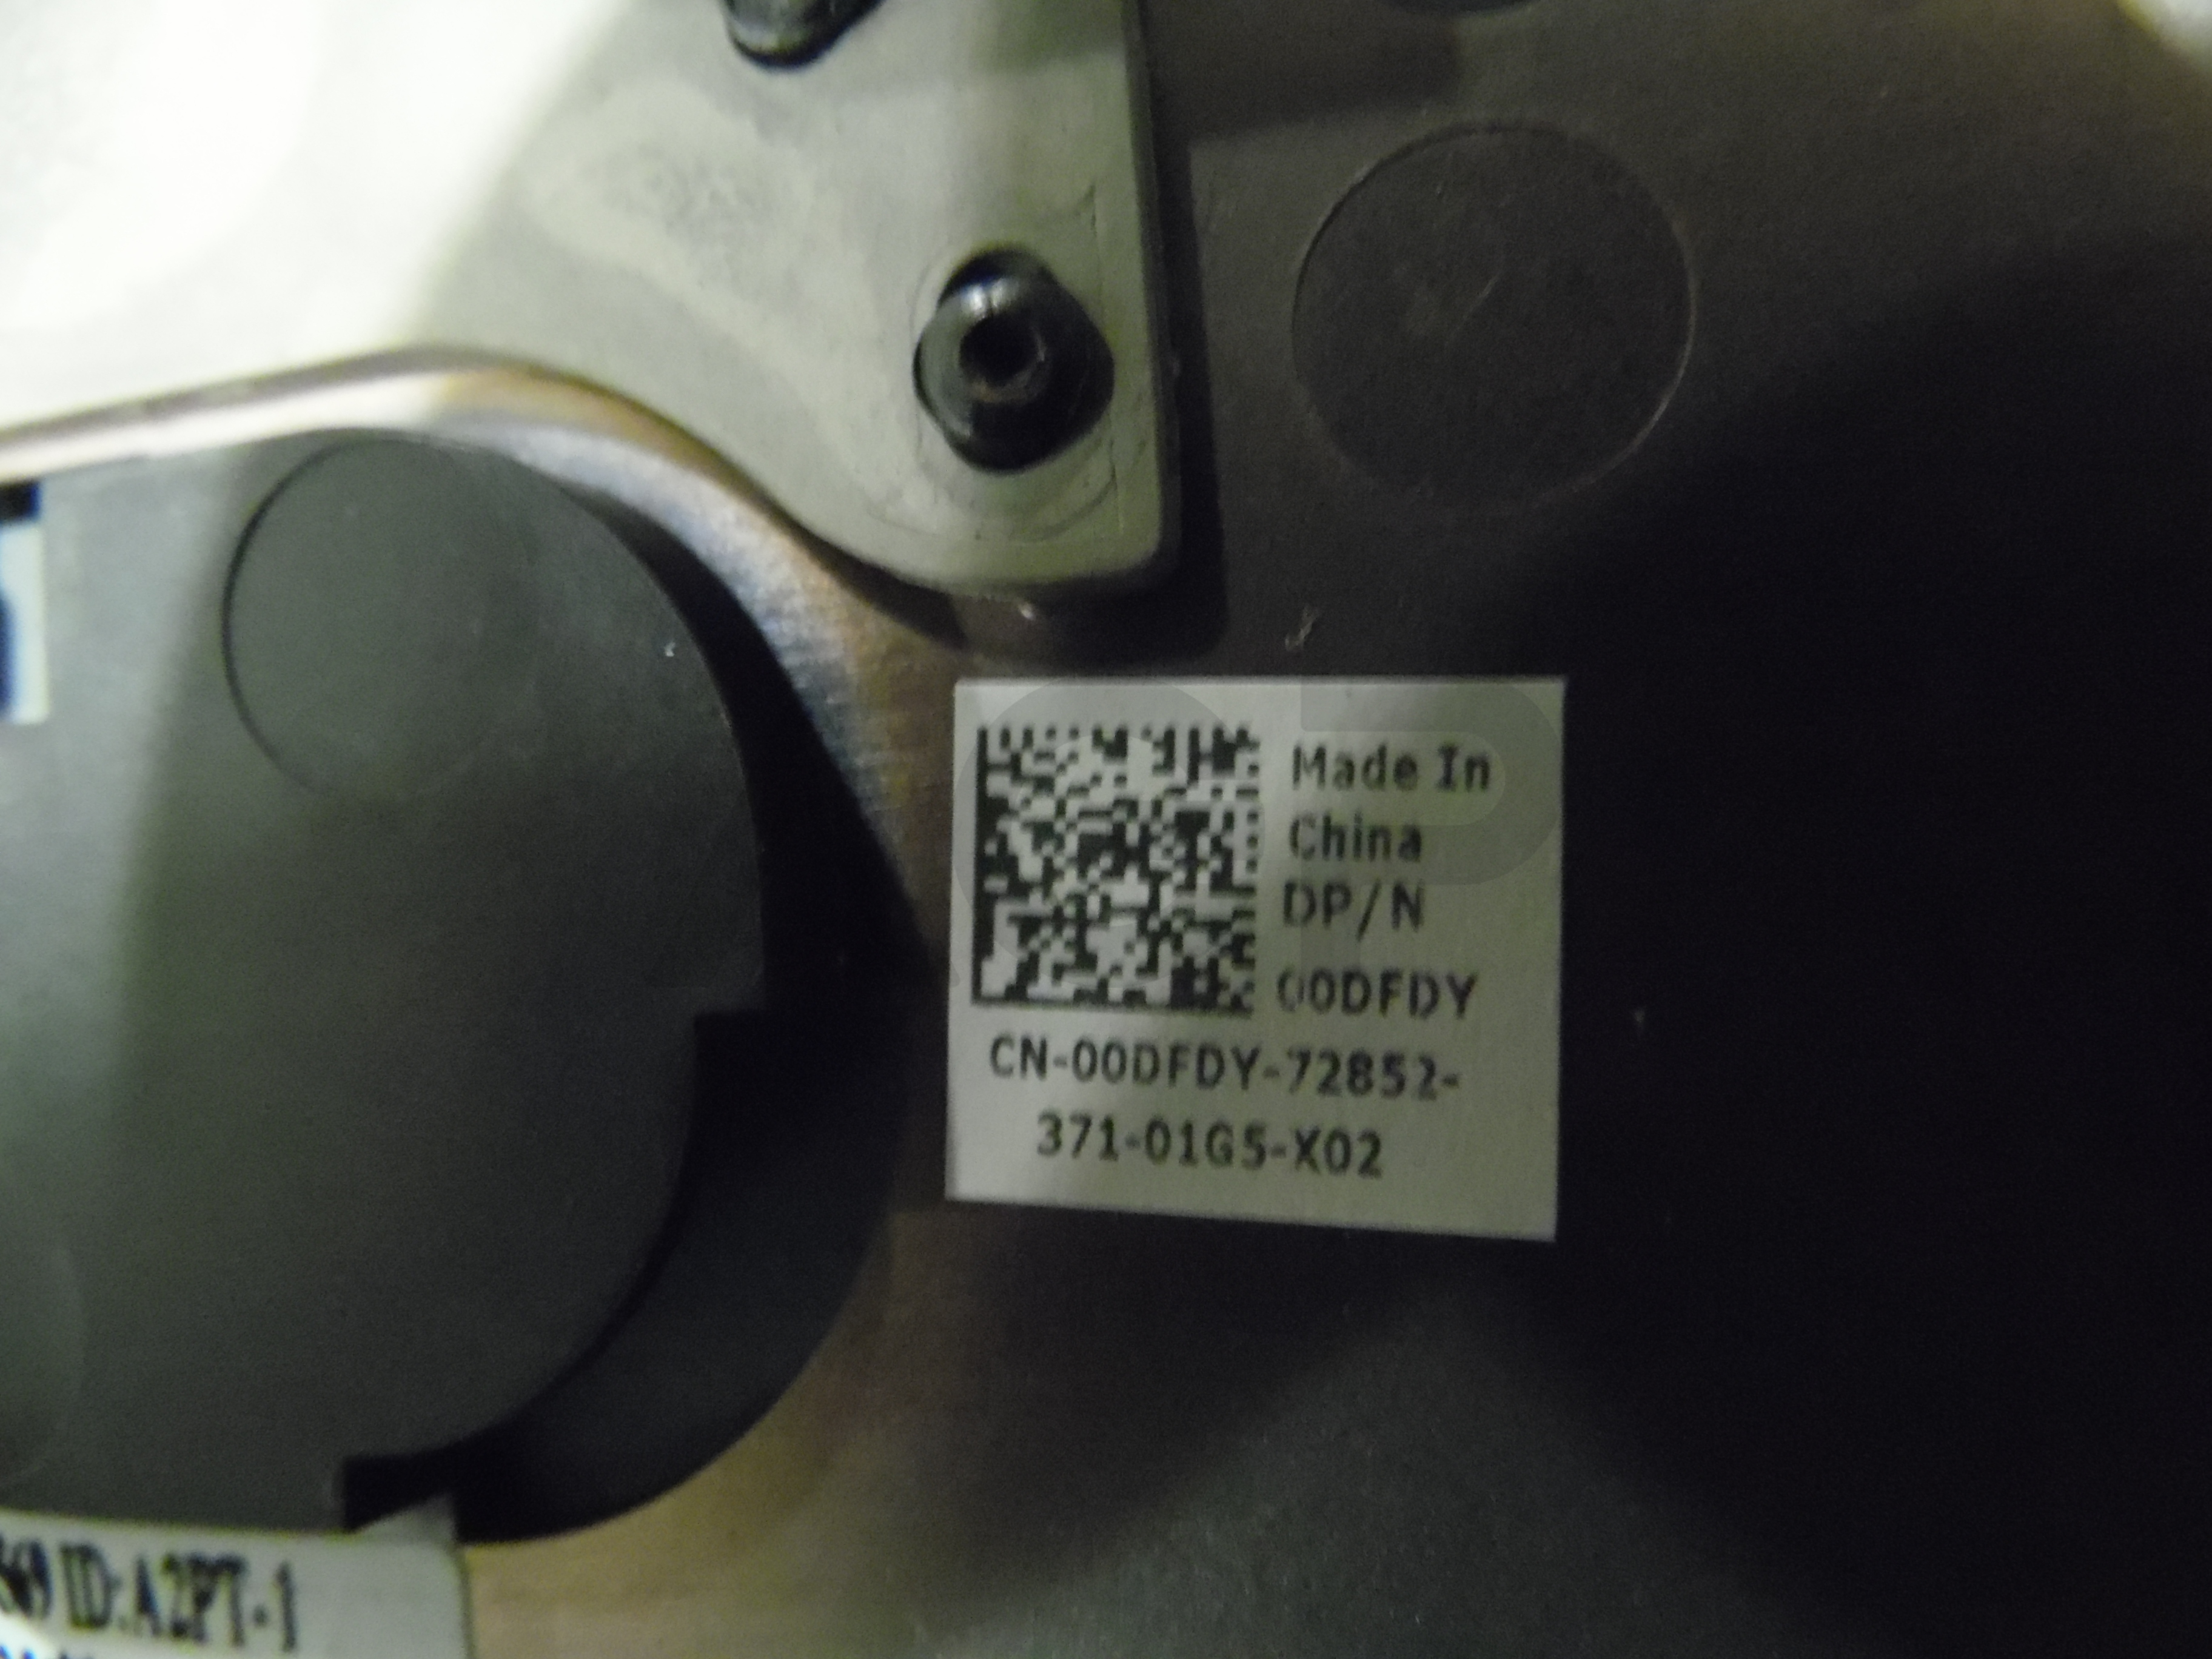 Made In
China
DP/N
00DFDY
CN-00DFDY-72852-
371-01G5-X02
ID:A2PT-1